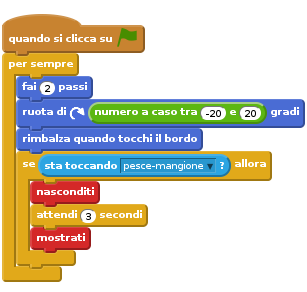 quando si clicca su
per sempre
fai 2 passi
ruota di numero a caso tra -20 e 20 gradi
rimbalza quando tocchi il bordo
se sta toccando pesce-mangione ? allora
nasconditi
attendi 3 secondi
mostrati